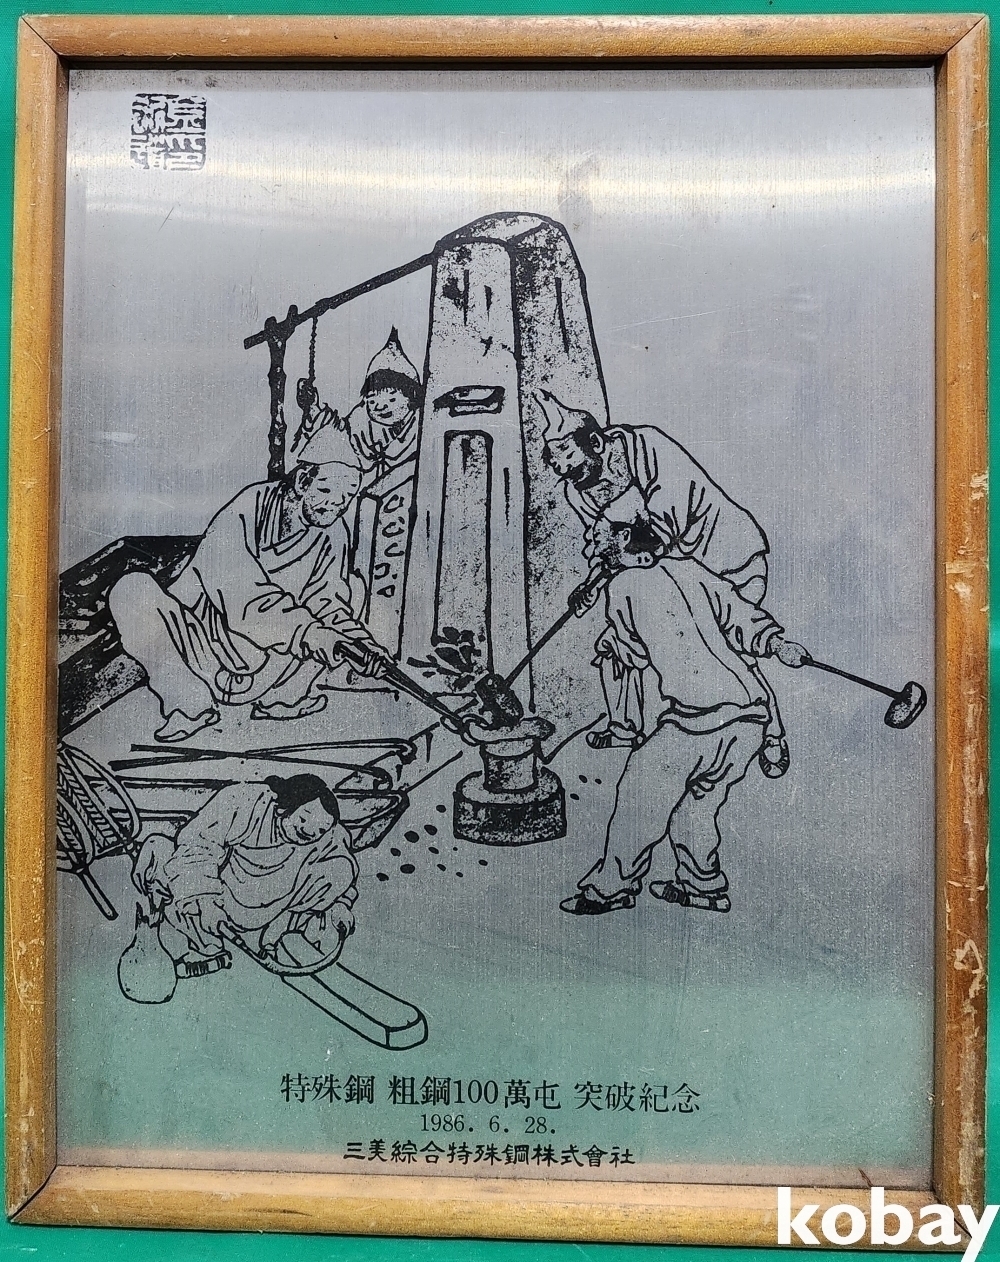 特殊鋼 粗鋼100萬屯 突破紀念
1986. 6. 28.
三美綜合特殊鋼株式會社
kobay